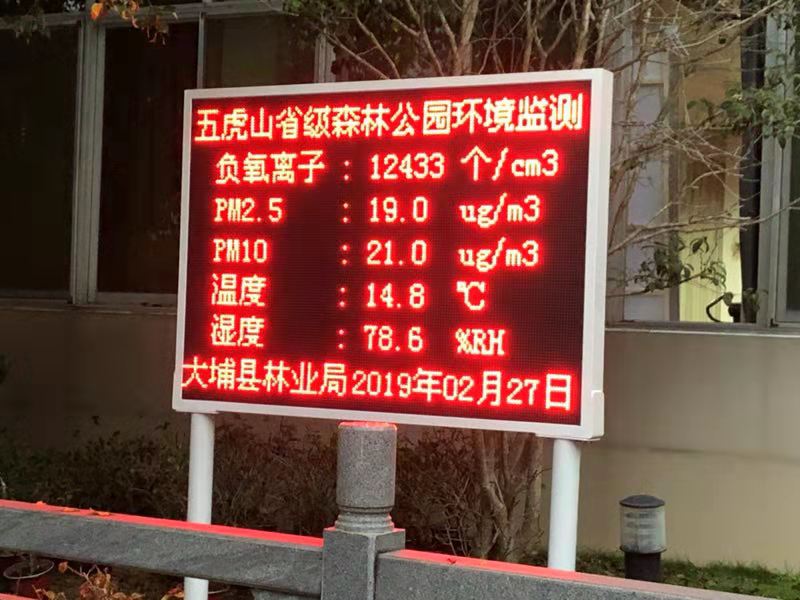 五虎山省级森林公园环境监测
负氧离子 : 12433 个/cm3
PM2.5 : 19.0 ug/m3
PM10 : 21.0 ug/m3
温度 : 14.8 ℃
湿度 : 78.6 %RH
大埔县林业局2019年02月27日